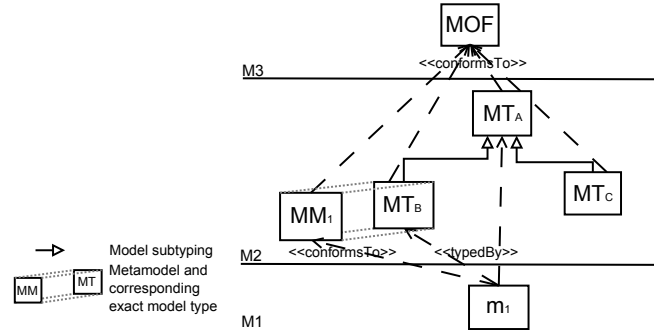 MOF
<<conformsTo>>
M3
MTA
MTC
MTB
MM1
Model subtyping
<<conformsTo>>
<<typedBy>>
M2
Metamodel and
corresponding
exact model type
MM
MT
m1
M1